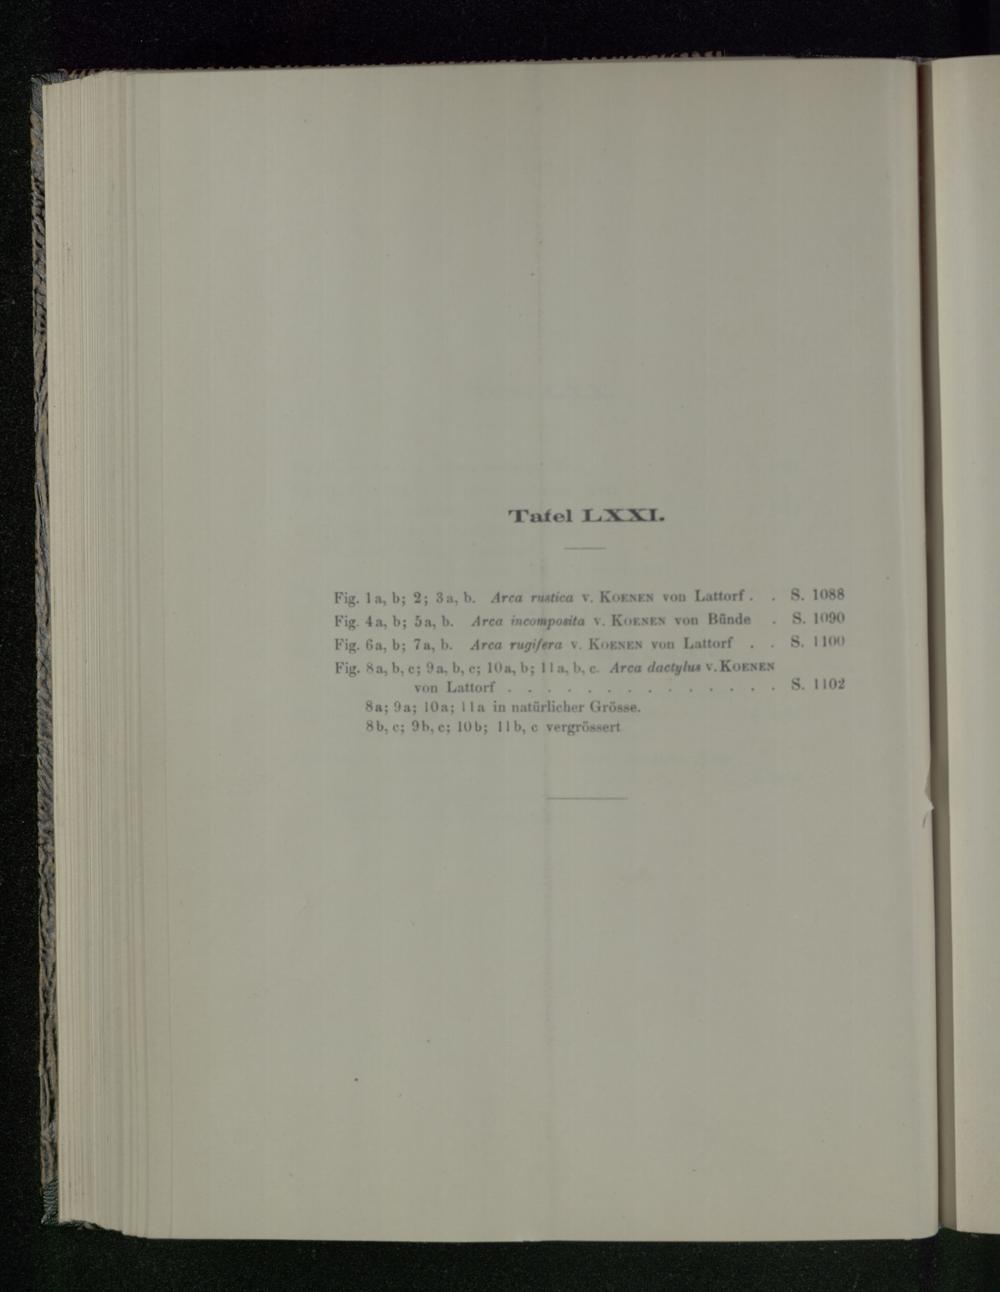 Tafel LXXI.
Fig. 1a, b; 2; 3a, b. Arca rustica v. Koenen von Lattorf . . S. 1088
Fig. 4a, b; 5a, b. Arca incomposita v. Koenen von Bünde . S. 1090
Fig. 6a, b; 7a, b. Arca rugifera v. Koenen von Lattorf . . S. 1100
Fig. 8a, b, c; 9a, b, c; 10a, b; 11a, b, c. Arca dactylus v. Koenen
von Lattorf . . . . . . . . . . . . . . S. 1102
8a; 9a; 10a; 11a in natürlicher Grösse.
8b, c; 9b, c; 10b; 11b, c vergrössert